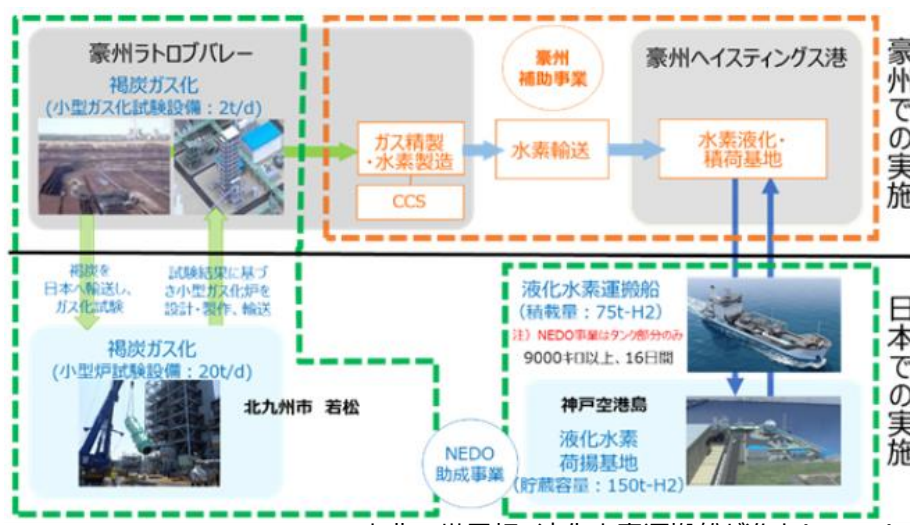 豪州ラトロブバレー
褐炭ガス化
(小型ガス化試験設備：2t/d)
ガス精製
・水素製造
CCS
豪州
補助事業
水素輸送
豪州ヘイスティングス港
水素液化・
積荷基地
豪州での実施
褐炭を
日本へ輸送し、
ガス化試験
試験結果に基づ
き小型ガス化炉を
設計・製作、輸送
褐炭ガス化
(小型炉試験設備：20t/d)
北九州市 若松
NEDO
助成事業
液化水素運搬船
(積載量：75t-H2)
注）NEDO事業はタンク部分のみ
9000キロ以上、16日間
神戸空港島
液化水素
荷揚基地
(貯蔵容量：150t-H2)
日本での実施